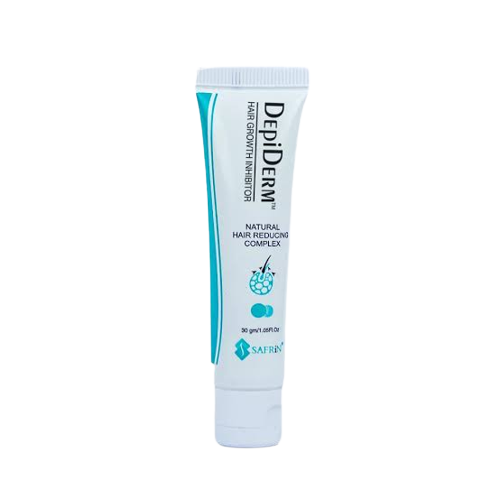 DEPIDERM™
HAIR GROWTH INHIBITOR
NATURAL
HAIR REDUCING
COMPLEX
30 gm/1.05Fl.Oz
SAFRIN®